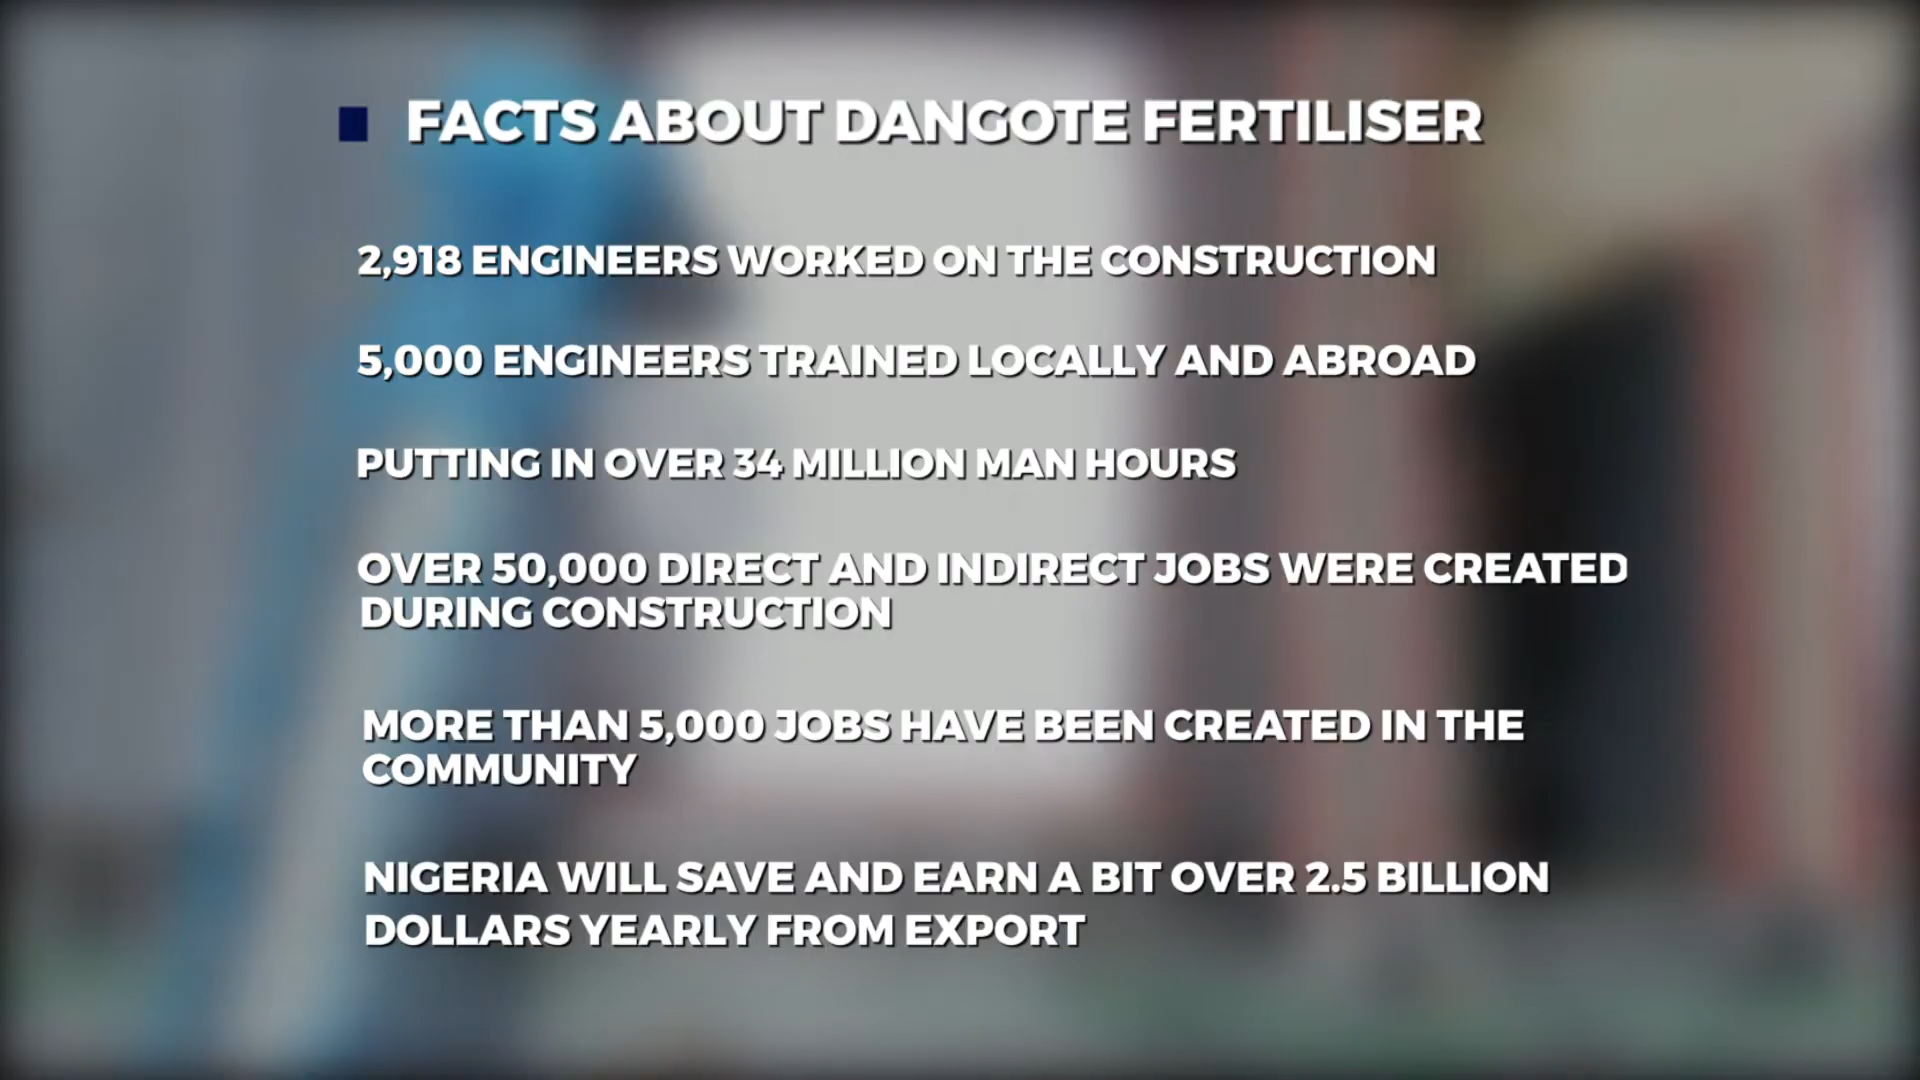 FACTS ABOUT DANGOTE FERTILISER
2,918 ENGINEERS WORKED ON THE CONSTRUCTION
5,000 ENGINEERS TRAINED LOCALLY AND ABROAD
PUTTING IN OVER 34 MILLION MAN HOURS
OVER 50,000 DIRECT AND INDIRECT JOBS WERE CREATED
DURING CONSTRUCTION
MORE THAN 5,000 JOBS HAVE BEEN CREATED IN THE
COMMUNITY
NIGERIA WILL SAVE AND EARN A BIT OVER 2.5 BILLION
DOLLARS YEARLY FROM EXPORT